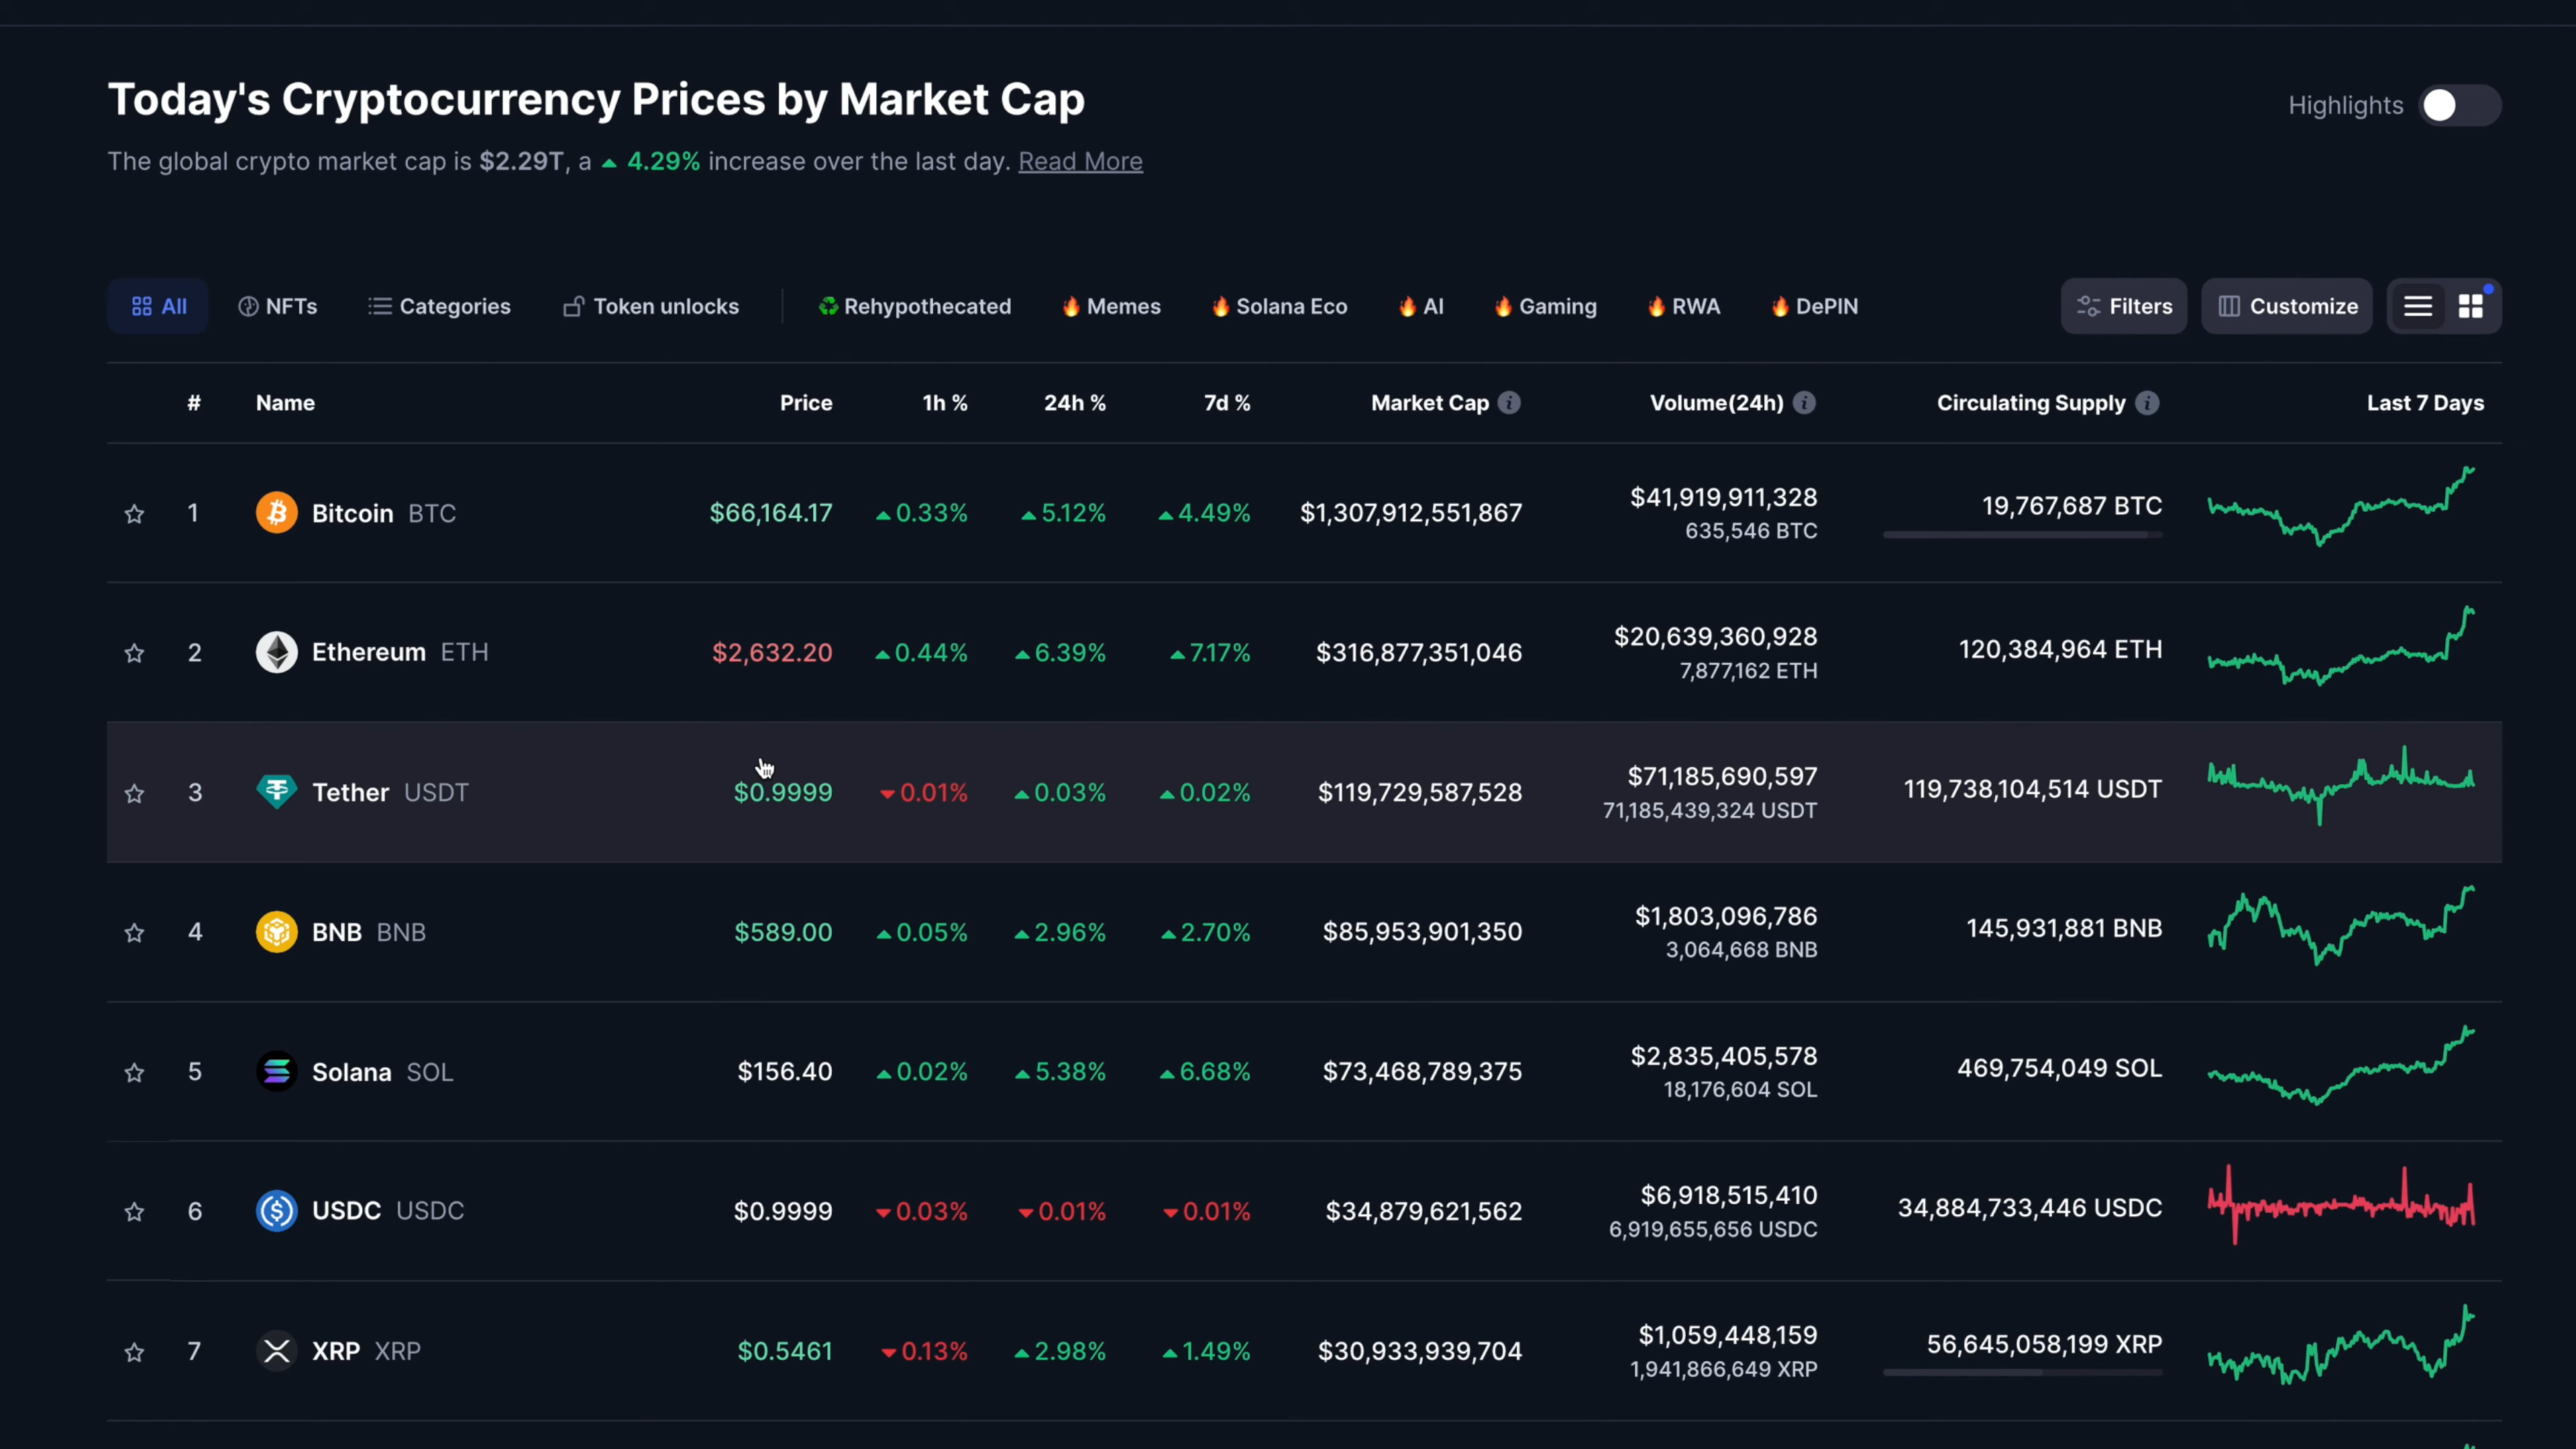 Today's Cryptocurrency Prices by Market Cap
Highlights
The global crypto market cap is $2.29T, a ▲ 4.29% increase over the last day. Read More
All NFTs Categories Token unlocks Rehypothecated Memes Solana Eco AI Gaming RWA DePIN Filters Customize
# Name Price 1h % 24h % 7d % Market Cap Volume(24h) Circulating Supply Last 7 Days
1 Bitcoin BTC $66,164.17 ▲ 0.33% ▲ 5.12% ▲ 4.49% $1,307,912,551,867 $41,919,911,328 19,767,687 BTC
635,546 BTC
2 Ethereum ETH $2,632.20 ▲ 0.44% ▲ 6.39% ▲ 7.17% $316,877,351,046 $20,639,360,928 120,384,964 ETH
7,877,162 ETH
3 Tether USDT $0.9999 ▼ 0.01% ▲ 0.03% ▲ 0.02% $119,729,587,528 $71,185,690,597 119,738,104,514 USDT
71,185,439,324 USDT
4 BNB BNB $589.00 ▲ 0.05% ▲ 2.96% ▲ 2.70% $85,953,901,350 $1,803,096,786 145,931,881 BNB
3,064,668 BNB
5 Solana SOL $156.40 ▲ 0.02% ▲ 5.38% ▲ 6.68% $73,468,789,375 $2,835,405,578 469,754,049 SOL
18,176,604 SOL
6 USDC USDC $0.9999 ▼ 0.03% ▼ 0.01% ▼ 0.01% $34,879,621,562 $6,918,515,410 34,884,733,446 USDC
6,919,655,656 USDC
7 XRP XRP $0.5461 ▼ 0.13% ▲ 2.98% ▲ 1.49% $30,933,939,704 $1,059,448,159 56,645,058,199 XRP
1,941,866,649 XRP